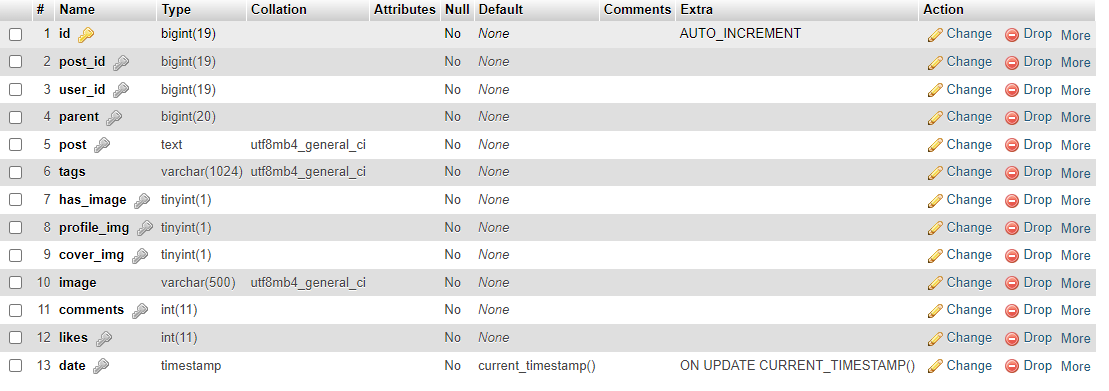 # Name Type Collation Attributes Null Default Comments Extra Action
1 id bigint(19) No None AUTO_INCREMENT Change Drop More
2 post_id bigint(19) No None Change Drop More
3 user_id bigint(19) No None Change Drop More
4 parent bigint(20) No None Change Drop More
5 post text utf8mb4_general_ci No None Change Drop More
6 tags varchar(1024) utf8mb4_general_ci No None Change Drop More
7 has_image tinyint(1) No None Change Drop More
8 profile_img tinyint(1) No None Change Drop More
9 cover_img tinyint(1) No None Change Drop More
10 image varchar(500) utf8mb4_general_ci No None Change Drop More
11 comments int(11) No None Change Drop More
12 likes int(11) No None Change Drop More
13 date timestamp No current_timestamp() ON UPDATE CURRENT_TIMESTAMP() Change Drop More